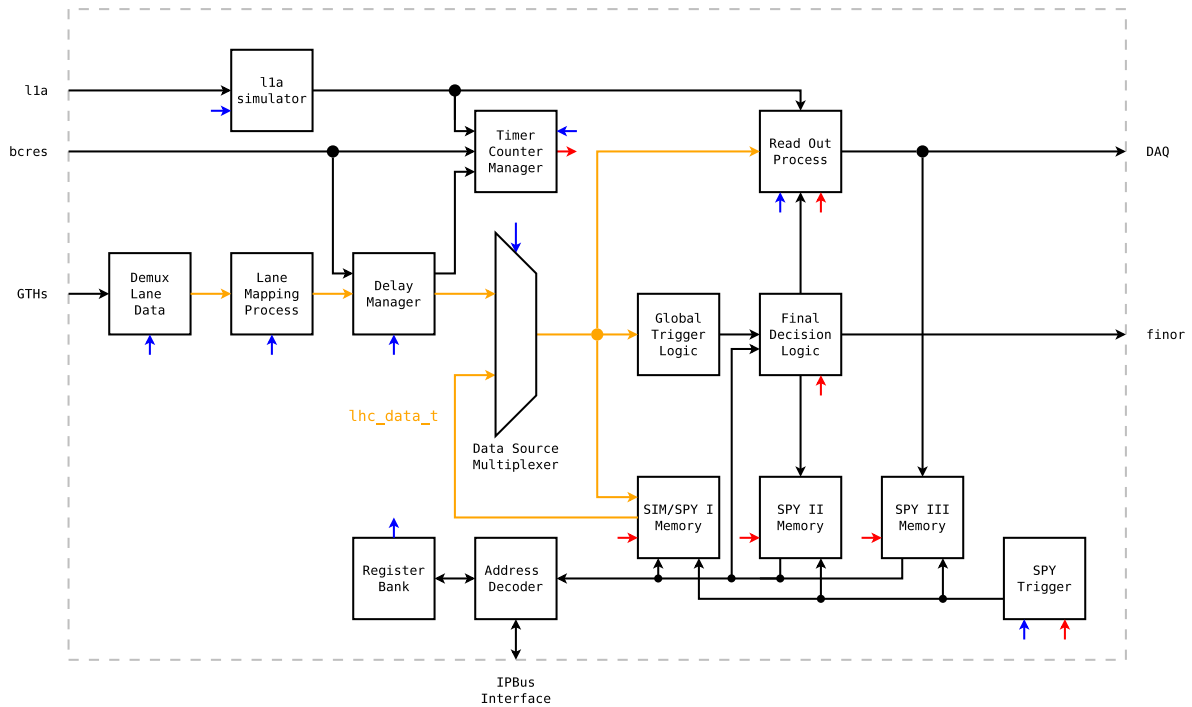 l1a
l1a
simulator
bcres
Timer
Counter
Manager
Read Out
Process
DAQ
GTHs
Demux
Lane
Data
Lane
Mapping
Process
Delay
Manager
Global
Trigger
Logic
Final
Decision
Logic
finor
lhc_data_t
Data Source
Multiplexer
SIM/SPY I
Memory
SPY II
Memory
SPY III
Memory
Register
Bank
Address
Decoder
SPY
Trigger
IPBus
Interface